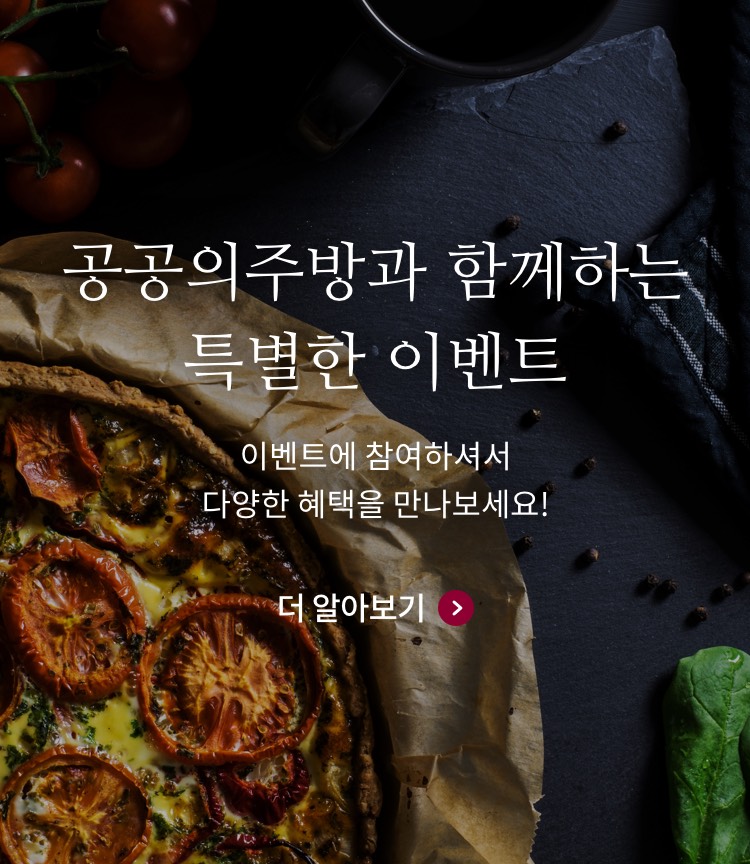 공공의주방과 함께하는
특별한 이벤트
이벤트에 참여하셔서
다양한 혜택을 만나보세요!
더 알아보기